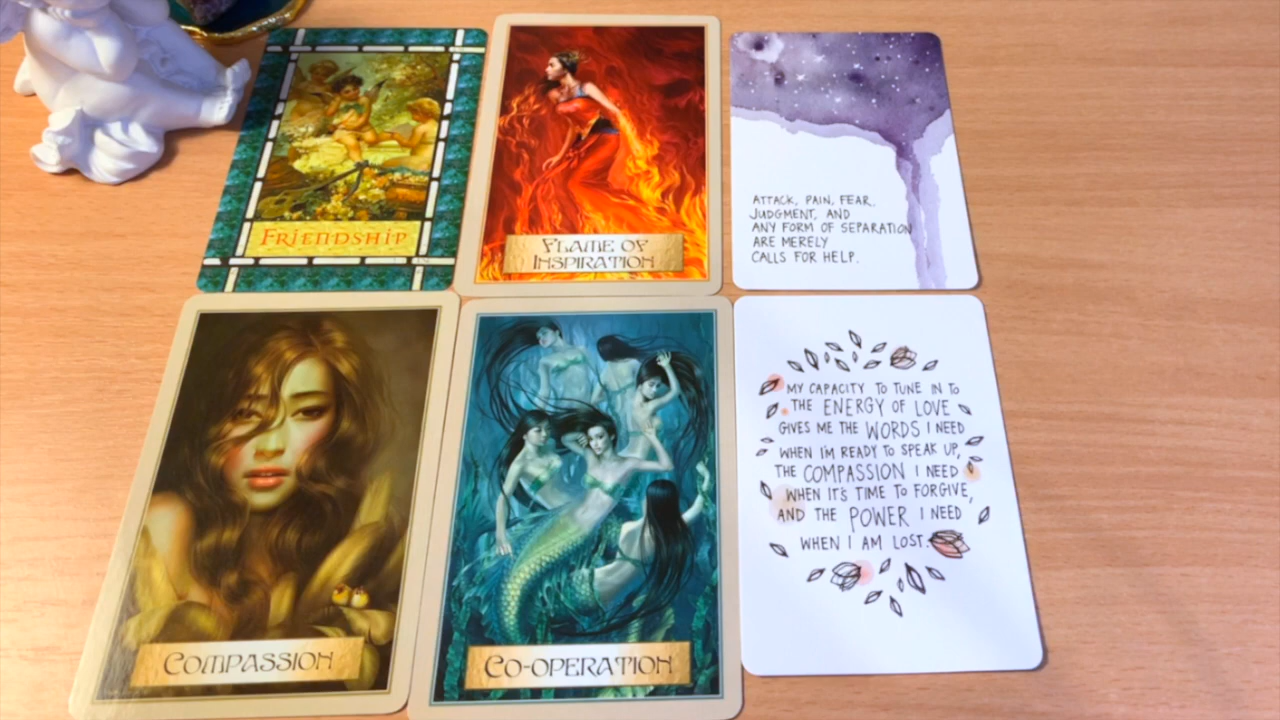 FRIENDSHIP
FLAME OF
INSPIRATION
ATTACK, PAIN, FEAR,
JUDGMENT, AND
ANY FORM OF SEPARATION
ARE MERELY
CALLS FOR HELP.
COMPASSION
CO-OPERATION
MY CAPACITY TO TUNE IN TO
THE ENERGY OF LOVE
GIVES ME THE WORDS I NEED
WHEN I'M READY TO SPEAK UP,
THE COMPASSION I NEED
WHEN IT'S TIME TO FORGIVE,
AND THE POWER I NEED
WHEN I AM LOST.